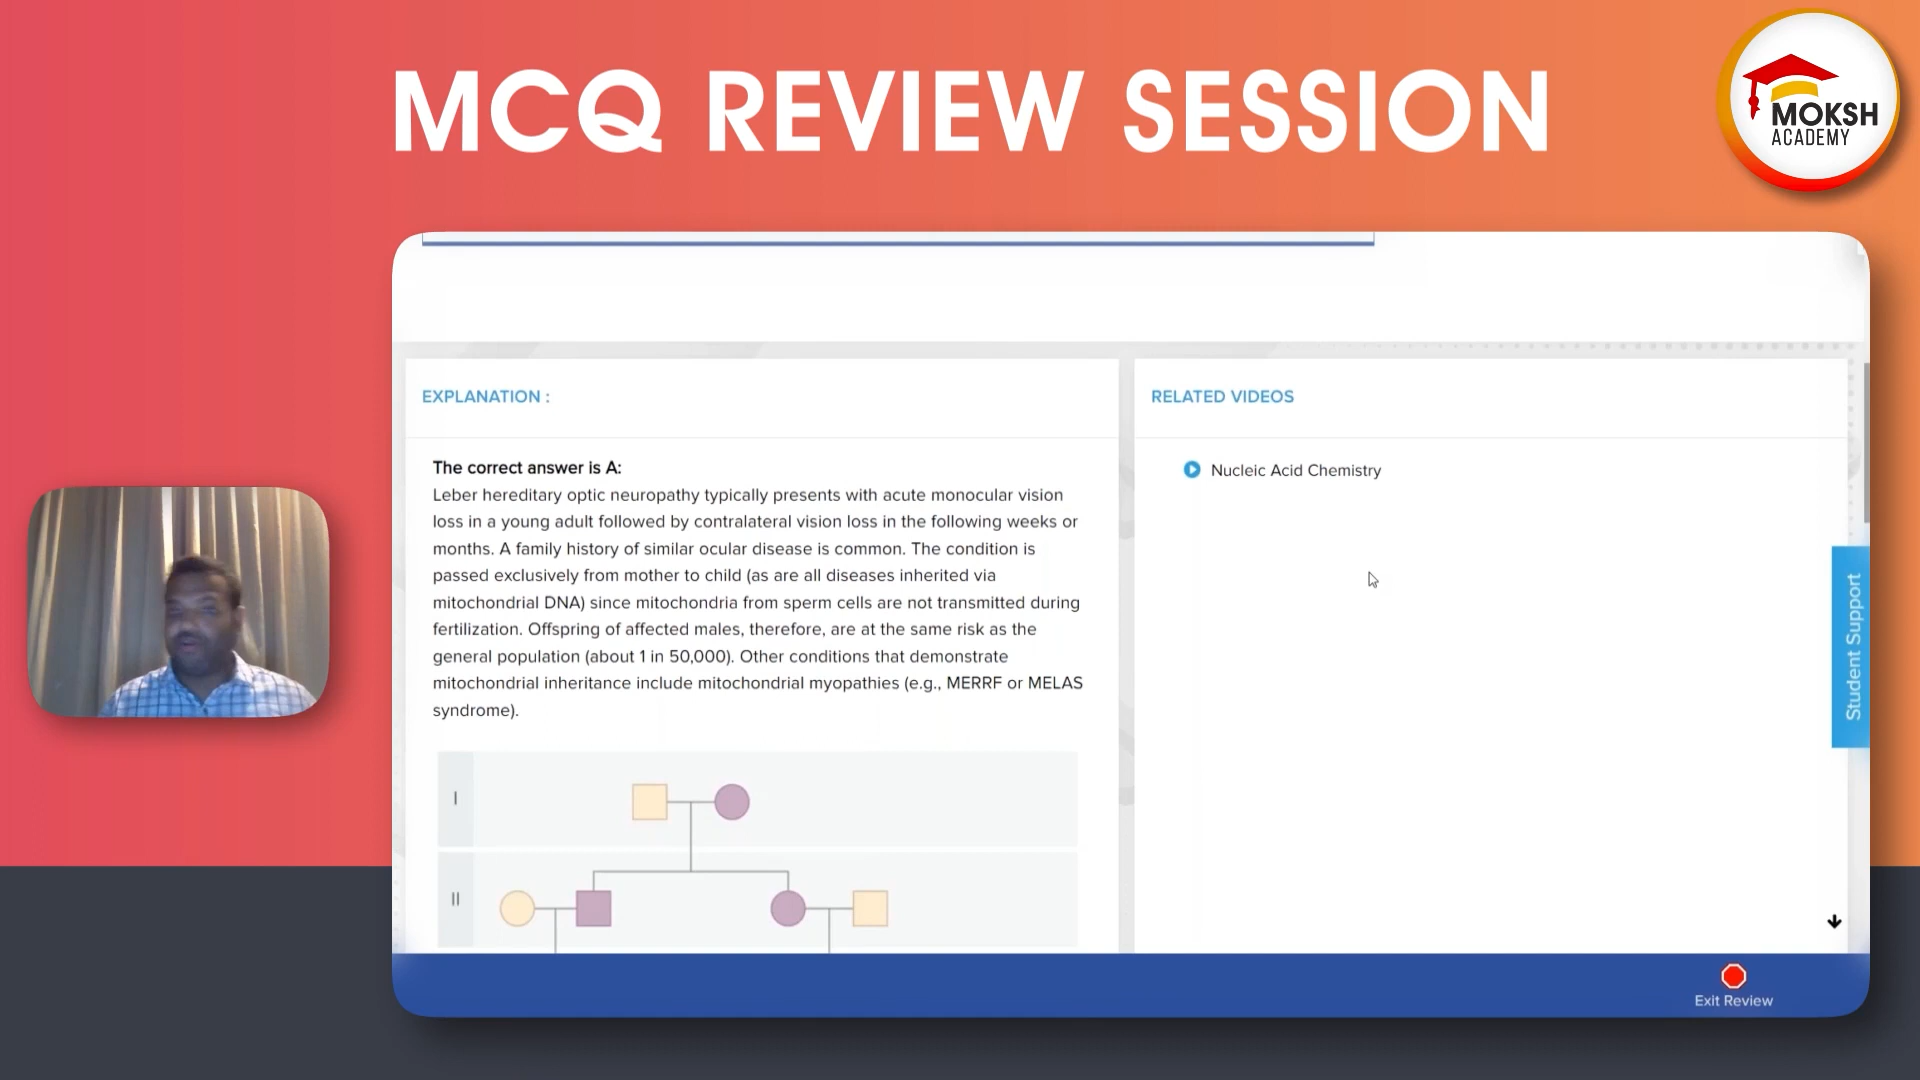 MCQ REVIEW SESSION
MOKSH
ACADEMY
EXPLANATION :
The correct answer is A:
Leber hereditary optic neuropathy typically presents with acute monocular vision
loss in a young adult followed by contralateral vision loss in the following weeks or
months. A family history of similar ocular disease is common. The condition is
passed exclusively from mother to child (as are all diseases inherited via
mitochondrial DNA) since mitochondria from sperm cells are not transmitted during
fertilization. Offspring of affected males, therefore, are at the same risk as the
general population (about 1 in 50,000). Other conditions that demonstrate
mitochondrial inheritance include mitochondrial myopathies (e.g., MERRF or MELAS
syndrome).
I
II
RELATED VIDEOS
Nucleic Acid Chemistry
Student Support
Exit Review